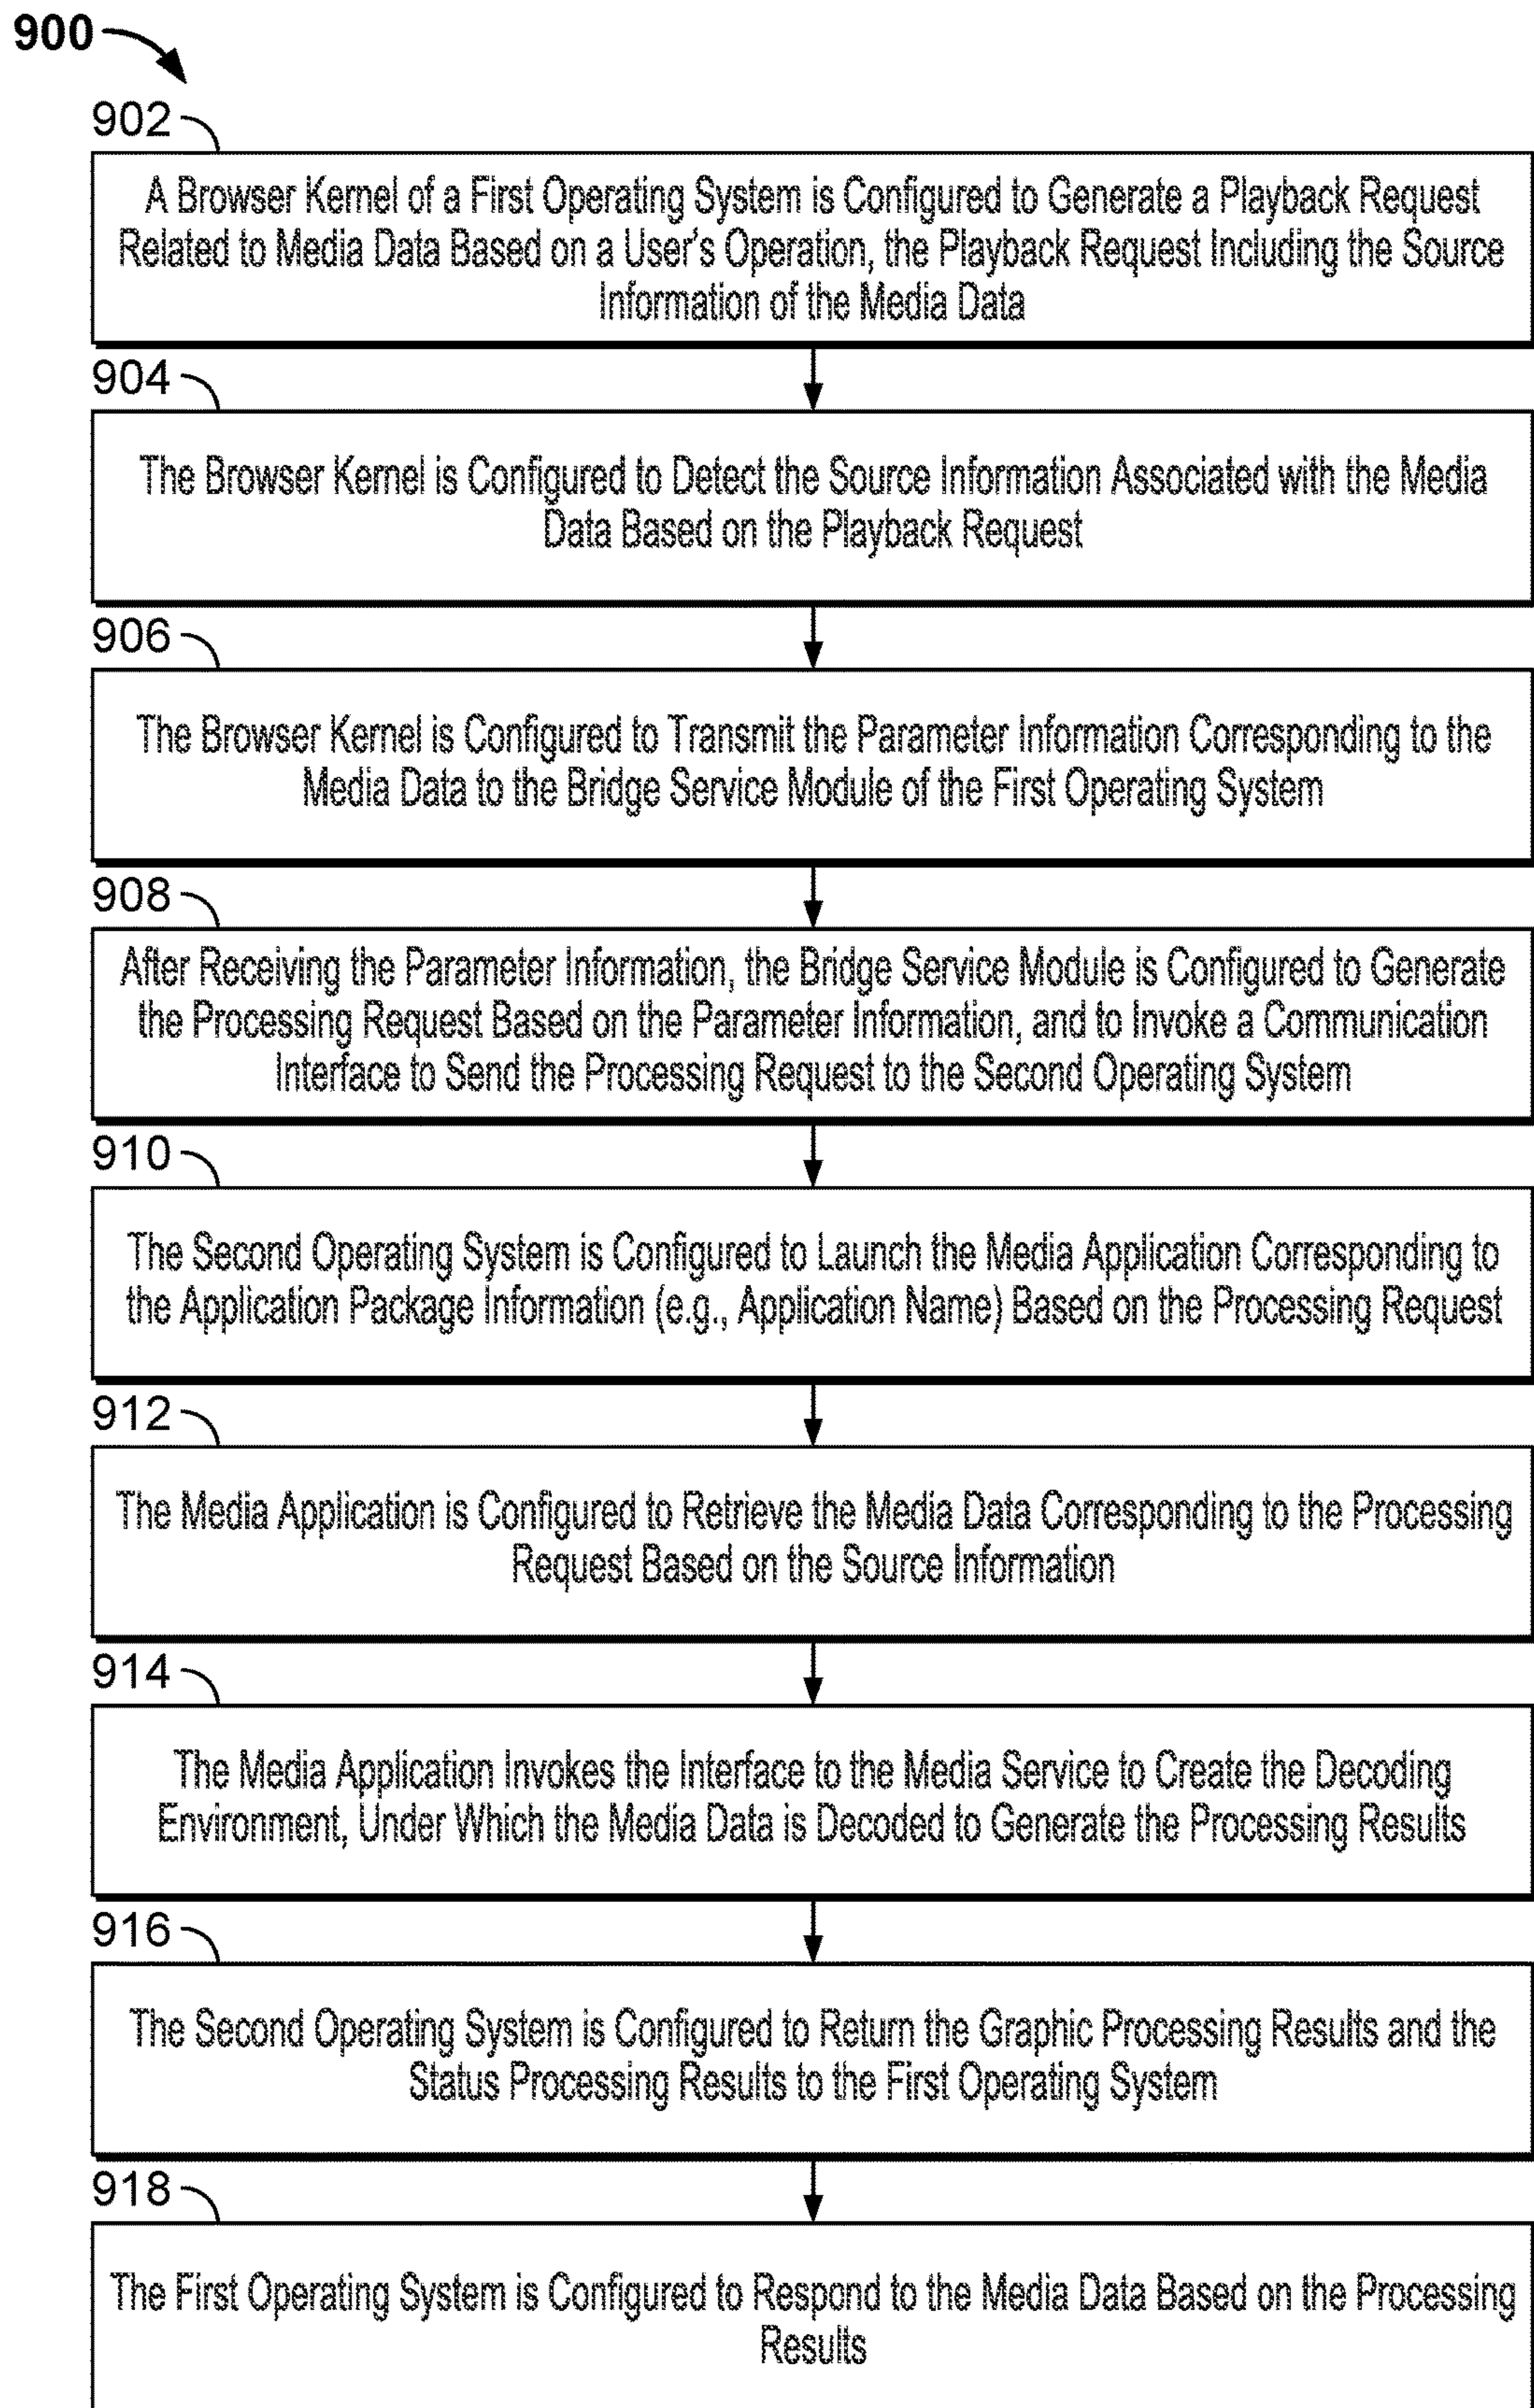 900
902
A Browser Kernel of a First Operating System is Configured to Generate a Playback Request
Related to Media Data Based on a User's Operation, the Playback Request Including the Source
Information of the Media Data
904
The Browser Kernel is Configured to Detect the Source Information Associated with the Media
Data Based on the Playback Request
906
The Browser Kernel is Configured to Transmit the Parameter Information Corresponding to the
Media Data to the Bridge Service Module of the First Operating System
908
After Receiving the Parameter Information, the Bridge Service Module is Configured to Generate
the Processing Request Based on the Parameter Information, and to Invoke a Communication
Interface to Send the Processing Request to the Second Operating System
910
The Second Operating System is Configured to Launch the Media Application Corresponding to
the Application Package Information (e.g., Application Name) Based on the Processing Request
912
The Media Application is Configured to Retrieve the Media Data Corresponding to the Processing
Request Based on the Source Information
914
The Media Application Invokes the Interface to the Media Service to Create the Decoding
Environment, Under Which the Media Data is Decoded to Generate the Processing Results
916
The Second Operating System is Configured to Return the Graphic Processing Results and the
Status Processing Results to the First Operating System
918
The First Operating System is Configured to Respond to the Media Data Based on the Processing
Results